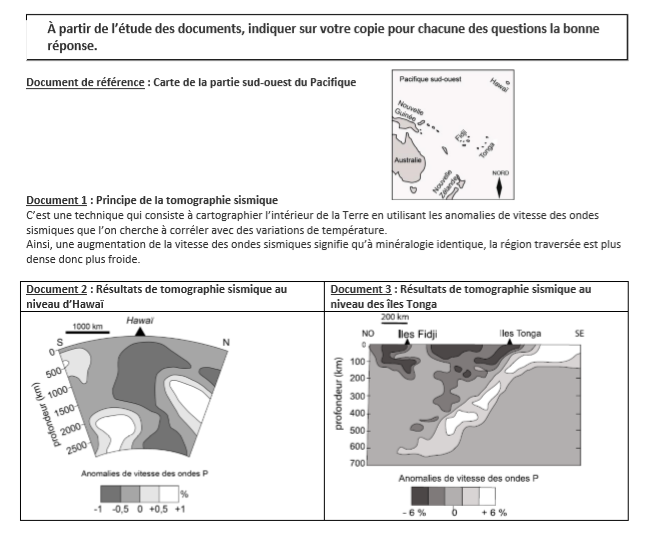 À partir de l'étude des documents, indiquer sur votre copie pour chacune des questions la bonne
réponse.
Document de référence : Carte de la partie sud-ouest du Pacifique
Pacifique sud-ouest
Hawaï
Nouvelle
Guinée
Fidji
Tonga
Australie
Nouvelle
Zélande
NORD
Document 1 : Principe de la tomographie sismique
C'est une technique qui consiste à cartographier l'intérieur de la Terre en utilisant les anomalies de vitesse des ondes
sismiques que l'on cherche à corréler avec des variations de température.
Ainsi, une augmentation de la vitesse des ondes sismiques signifie qu'à minéralogie identique, la région traversée est plus
dense donc plus froide.
Document 2 : Résultats de tomographie sismique au
niveau d'Hawaï
1000 km
Hawaï
S
N
0
500
1000
1500
2000
2500
profondeur (km)
Anomalies de vitesse des ondes P
%
-1 -0,5 0 +0,5 +1
Document 3 : Résultats de tomographie sismique au
niveau des îles Tonga
200 km
NO
Iles Fidji
Iles Tonga
SE
0
100
200
300
400
500
600
700
profondeur (km)
Anomalies de vitesse des ondes P
- 6 % 0 + 6 %